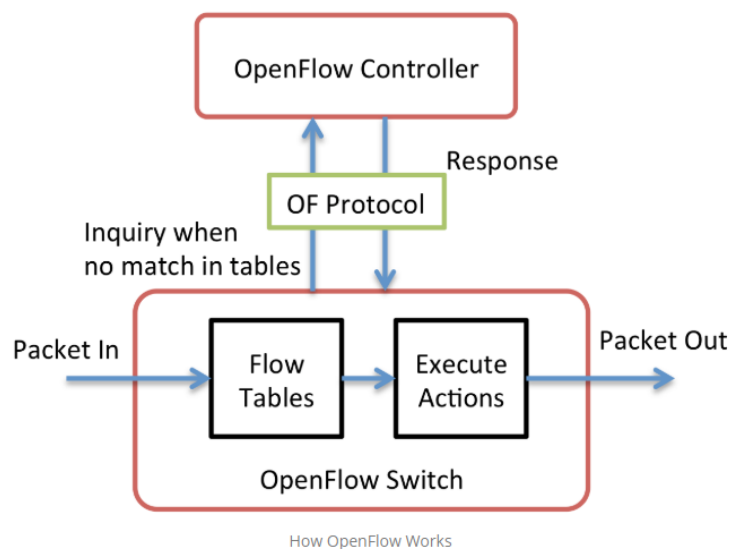 OpenFlow Controller
Response
OF Protocol
Inquiry when
no match in tables
Packet In
Flow
Tables
Execute
Actions
Packet Out
OpenFlow Switch
How OpenFlow Works